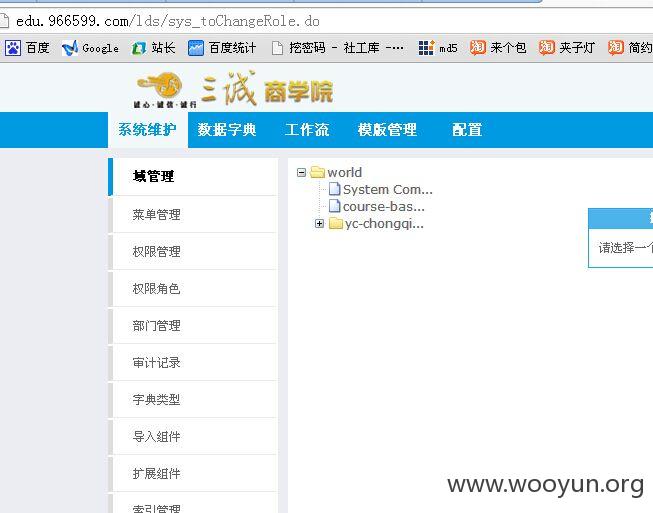 edu.966599.com/lds/sys_toChangeRole.do
百度 Google 站长 百度统计 挖密码 - 社工库 -... md5 来个包 夹子灯 简约
三诚商学院
诚心·诚信·诚行
系统维护 数据字典 工作流 模版管理 配置
域管理
菜单管理
权限管理
权限角色
部门管理
审计记录
字典类型
导入组件
扩展组件
索引管理
world
System Com...
course-bas...
yc-chongqi...
请选择一个
www.wooyun.org